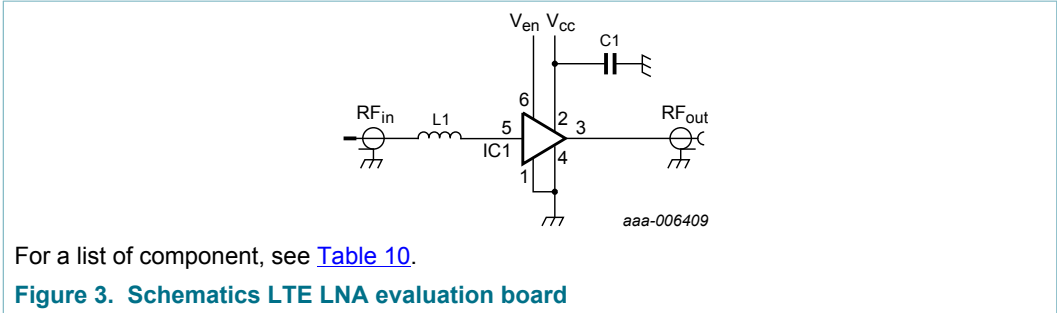 Ven Vcc
C1
6
RFin
L1
5
2
3
RFout
IC1
4
1
aaa-006409
For a list of component, see Table 10.
Figure 3. Schematics LTE LNA evaluation board